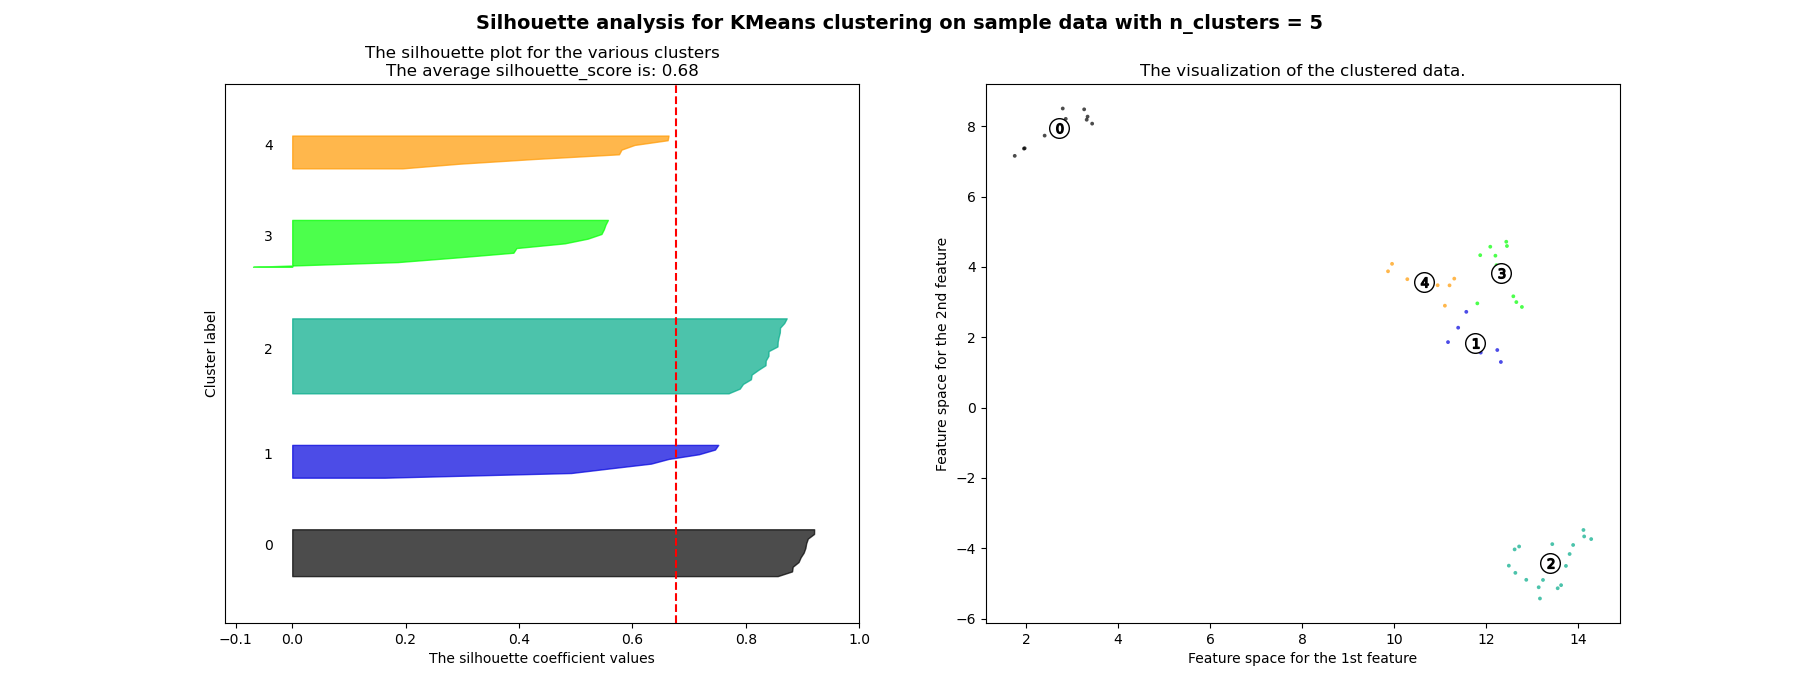 Silhouette analysis for KMeans clustering on sample data with n_clusters = 5
The silhouette plot for the various clusters
The average silhouette_score is: 0.68
4
3
2
1
0
Cluster label
−0.1 0.0 0.2 0.4 0.6 0.8 1.0
The silhouette coefficient values
The visualization of the clustered data.
8
6
4
2
0
−2
−4
−6
Feature space for the 2nd feature
0
3
4
1
2
2 4 6 8 10 12 14
Feature space for the 1st feature